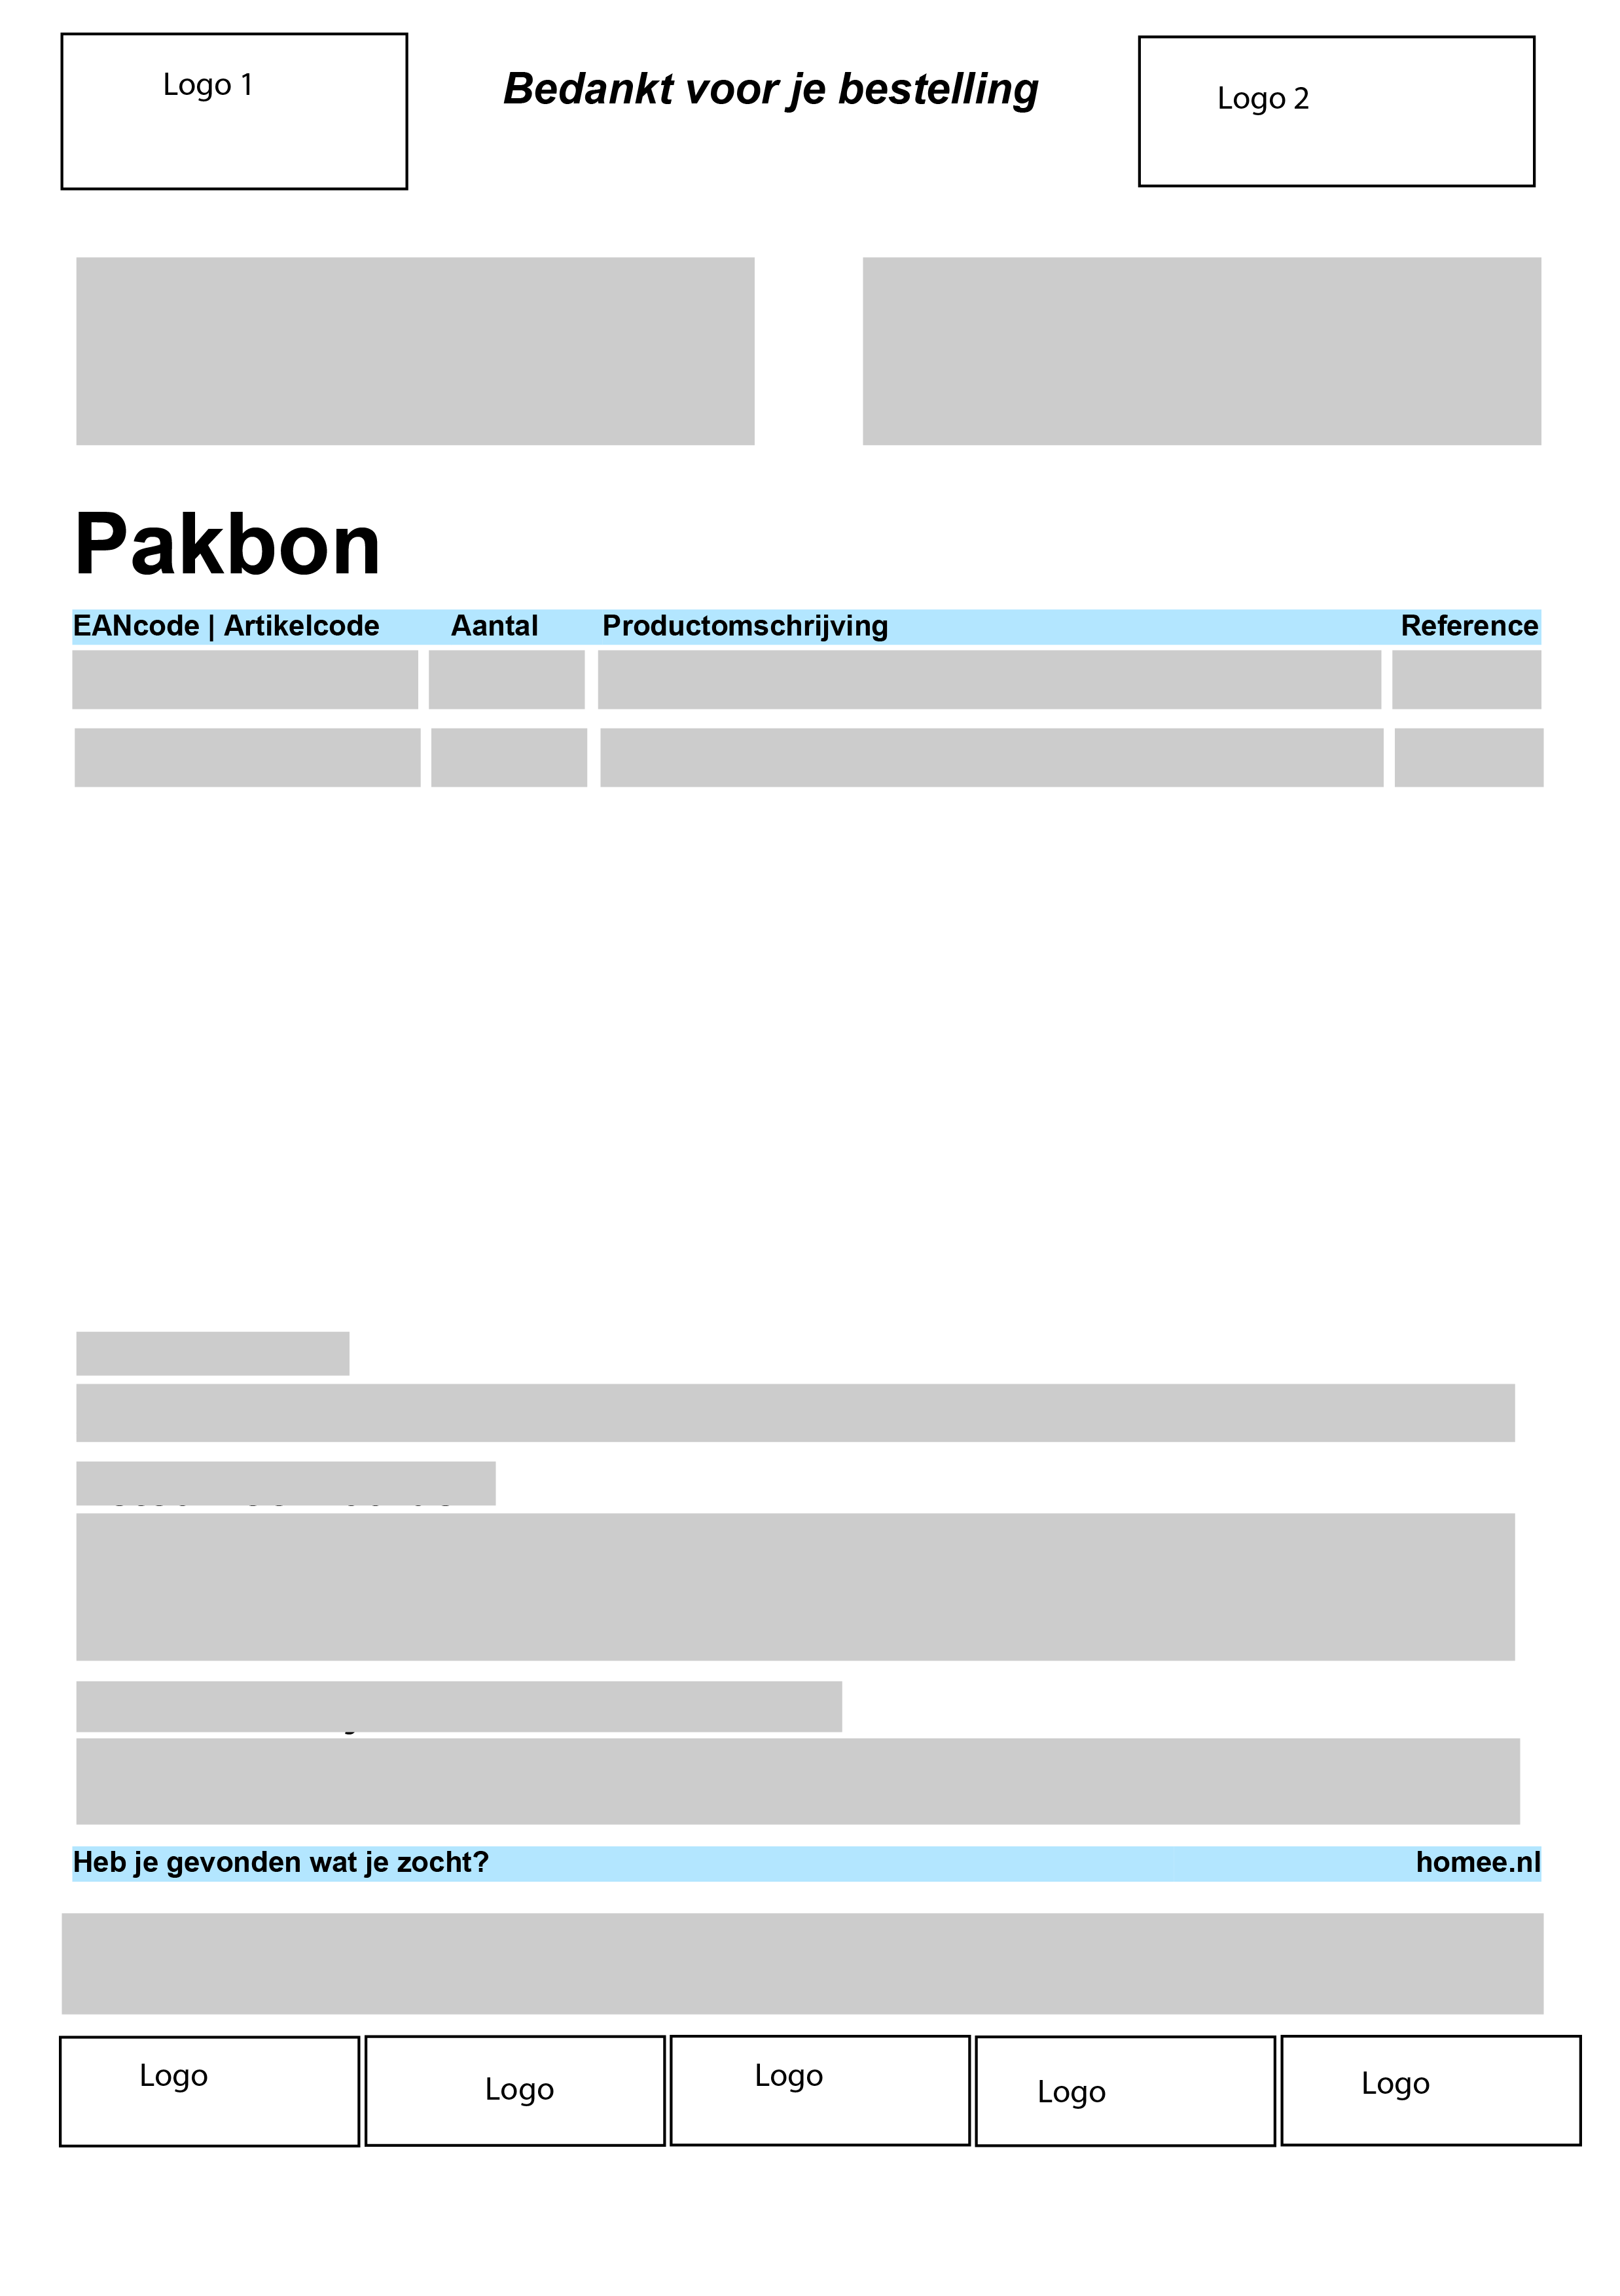 Logo 1
Bedankt voor je bestelling
Logo 2
Pakbon
EANcode | Artikelcode Aantal Productomschrijving Reference
Heb je gevonden wat je zocht? homee.nl
Logo Logo Logo Logo Logo